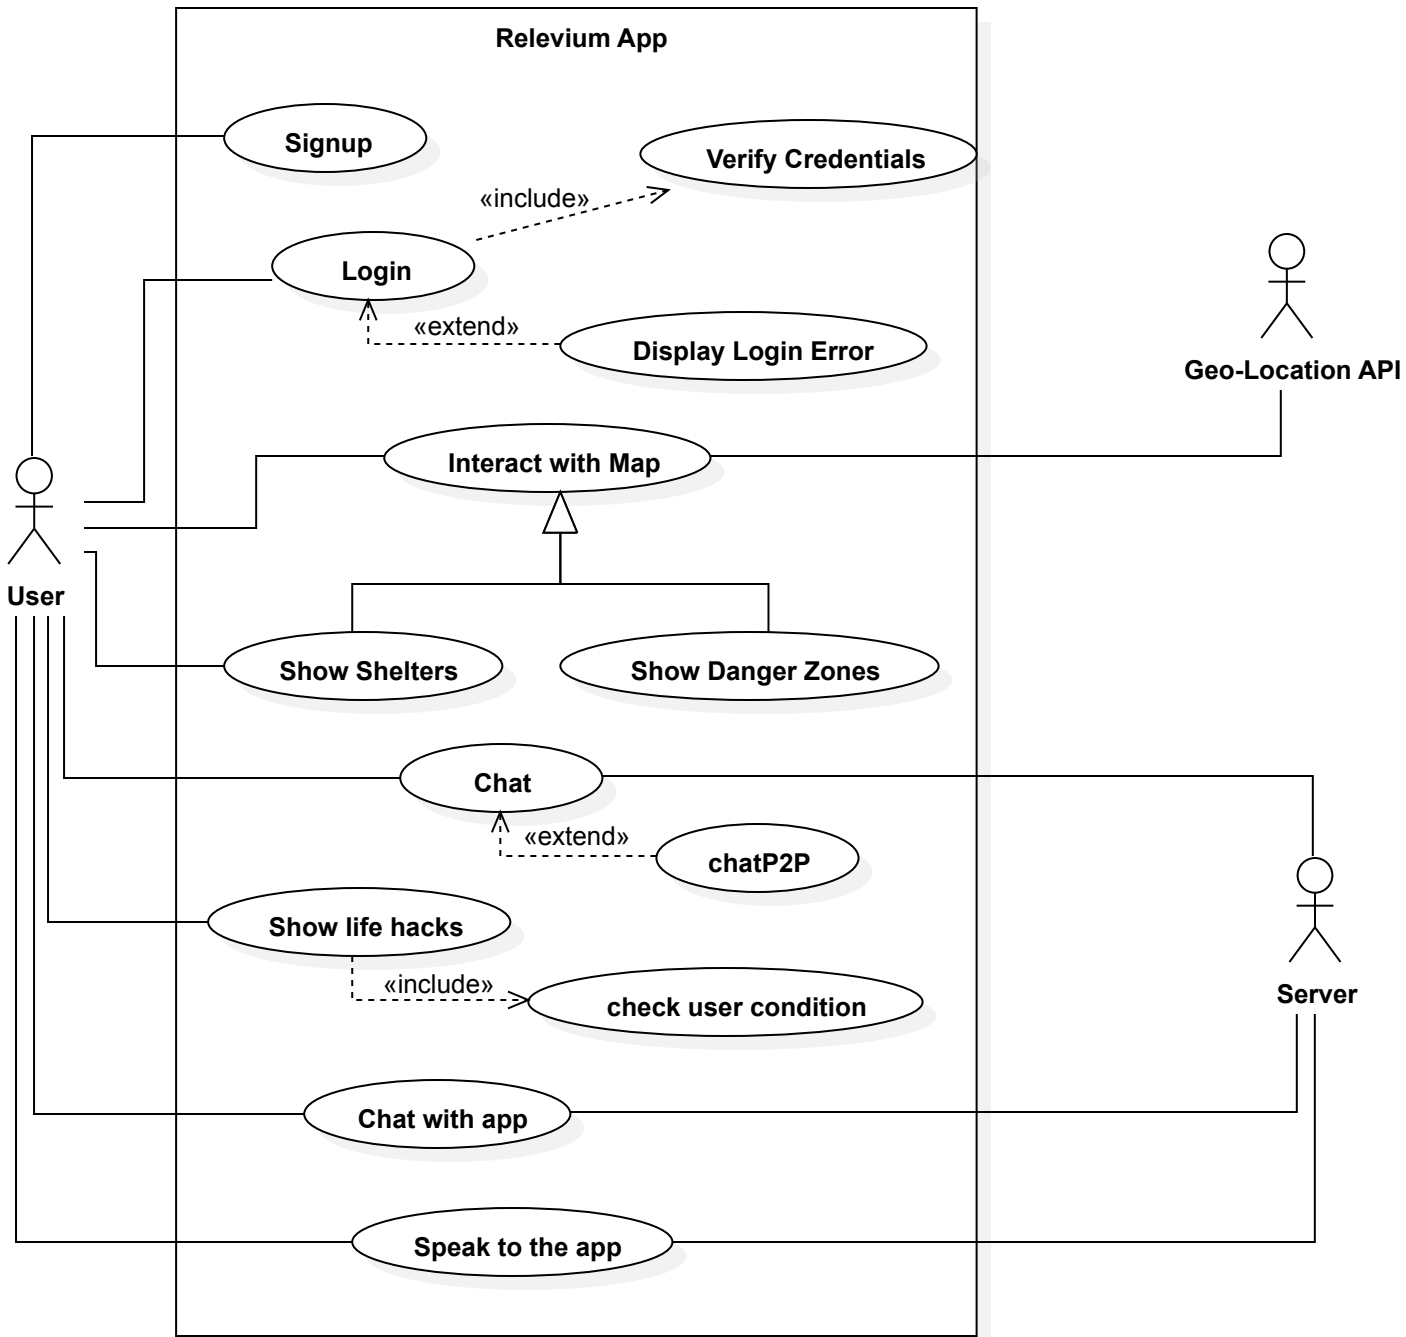 Relevium App
Signup
Verify Credentials
«include»
Login
«extend»
Display Login Error
Geo-Location API
Interact with Map
User
Show Shelters
Show Danger Zones
Chat
«extend»
chatP2P
Show life hacks
«include»
check user condition
Server
Chat with app
Speak to the app